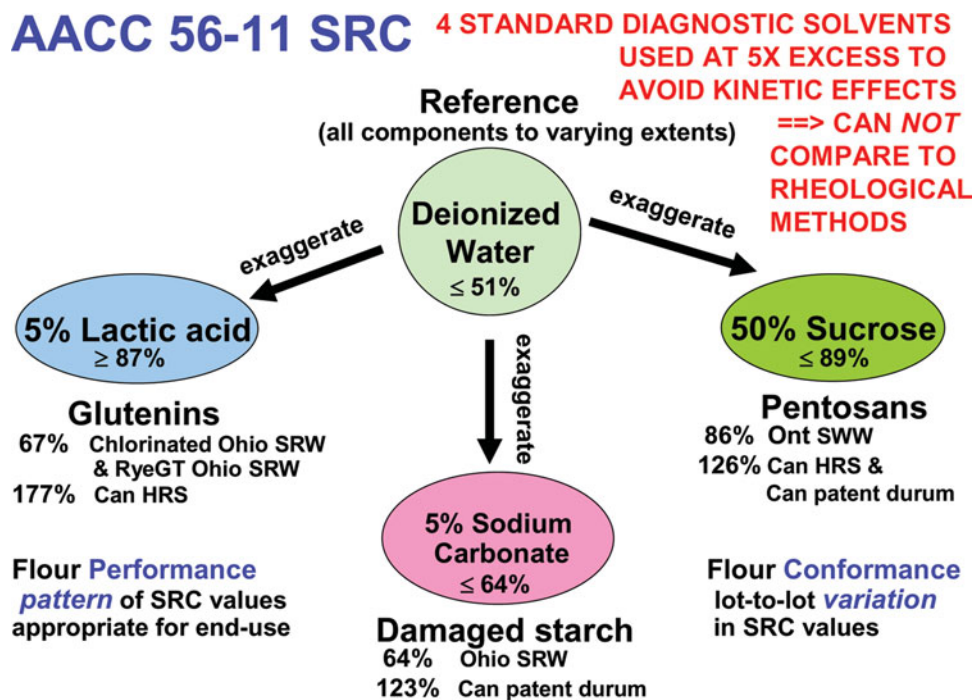 AACC 56-11 SRC
4 STANDARD DIAGNOSTIC SOLVENTS
USED AT 5X EXCESS TO
AVOID KINETIC EFFECTS
==> CAN NOT
COMPARE TO
RHEOLOGICAL
METHODS
Reference
(all components to varying extents)
Deionized
Water
≤ 51%
exaggerate
exaggerate
exaggerate
5% Lactic acid
≥ 87%
Glutenins
67% Chlorinated Ohio SRW
& RyeGT Ohio SRW
177% Can HRS
50% Sucrose
≤ 89%
Pentosans
86% Ont SWW
126% Can HRS &
Can patent durum
5% Sodium
Carbonate
≤ 64%
Damaged starch
64% Ohio SRW
123% Can patent durum
Flour Performance
pattern of SRC values
appropriate for end-use
Flour Conformance
lot-to-lot variation
in SRC values